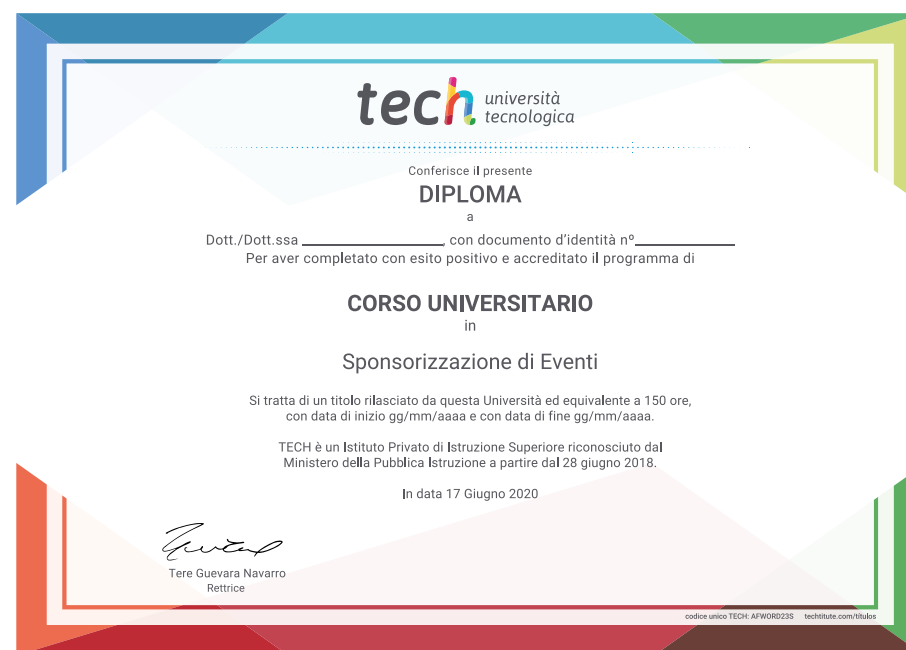 tech università
tecnologica
Conferisce il presente
DIPLOMA
a
Dott./Dott.ssa ____________________, con documento d'identità nº______________
Per aver completato con esito positivo e accreditato il programma di
CORSO UNIVERSITARIO
in
Sponsorizzazione di Eventi
Si tratta di un titolo rilasciato da questa Università ed equivalente a 150 ore,
con data di inizio gg/mm/aaaa e con data di fine gg/mm/aaaa.
TECH è un Istituto Privato di Istruzione Superiore riconosciuto dal
Ministero della Pubblica Istruzione a partire dal 28 giugno 2018.
In data 17 Giugno 2020
Tere Guevara Navarro
Rettrice
codice unico TECH: AFWORD23S techtitute.com/titulos